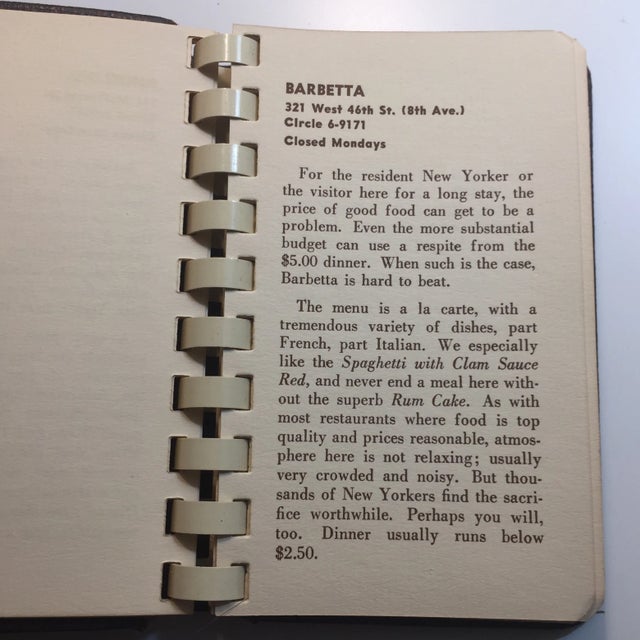 BARBETTA
321 West 46th St. (8th Ave.)
CIrcle 6-9171
Closed Mondays
For the resident New Yorker or
the visitor here for a long stay, the
price of good food can get to be a
problem. Even the more substantial
budget can use a respite from the
$5.00 dinner. When such is the case,
Barbetta is hard to beat.
The menu is a la carte, with a
tremendous variety of dishes, part
French, part Italian. We especially
like the Spaghetti with Clam Sauce
Red, and never end a meal here with-
out the superb Rum Cake. As with
most restaurants where food is top
quality and prices reasonable, atmos-
phere here is not relaxing; usually
very crowded and noisy. But thou-
sands of New Yorkers find the sacri-
fice worthwhile. Perhaps you will,
too. Dinner usually runs below
$2.50.